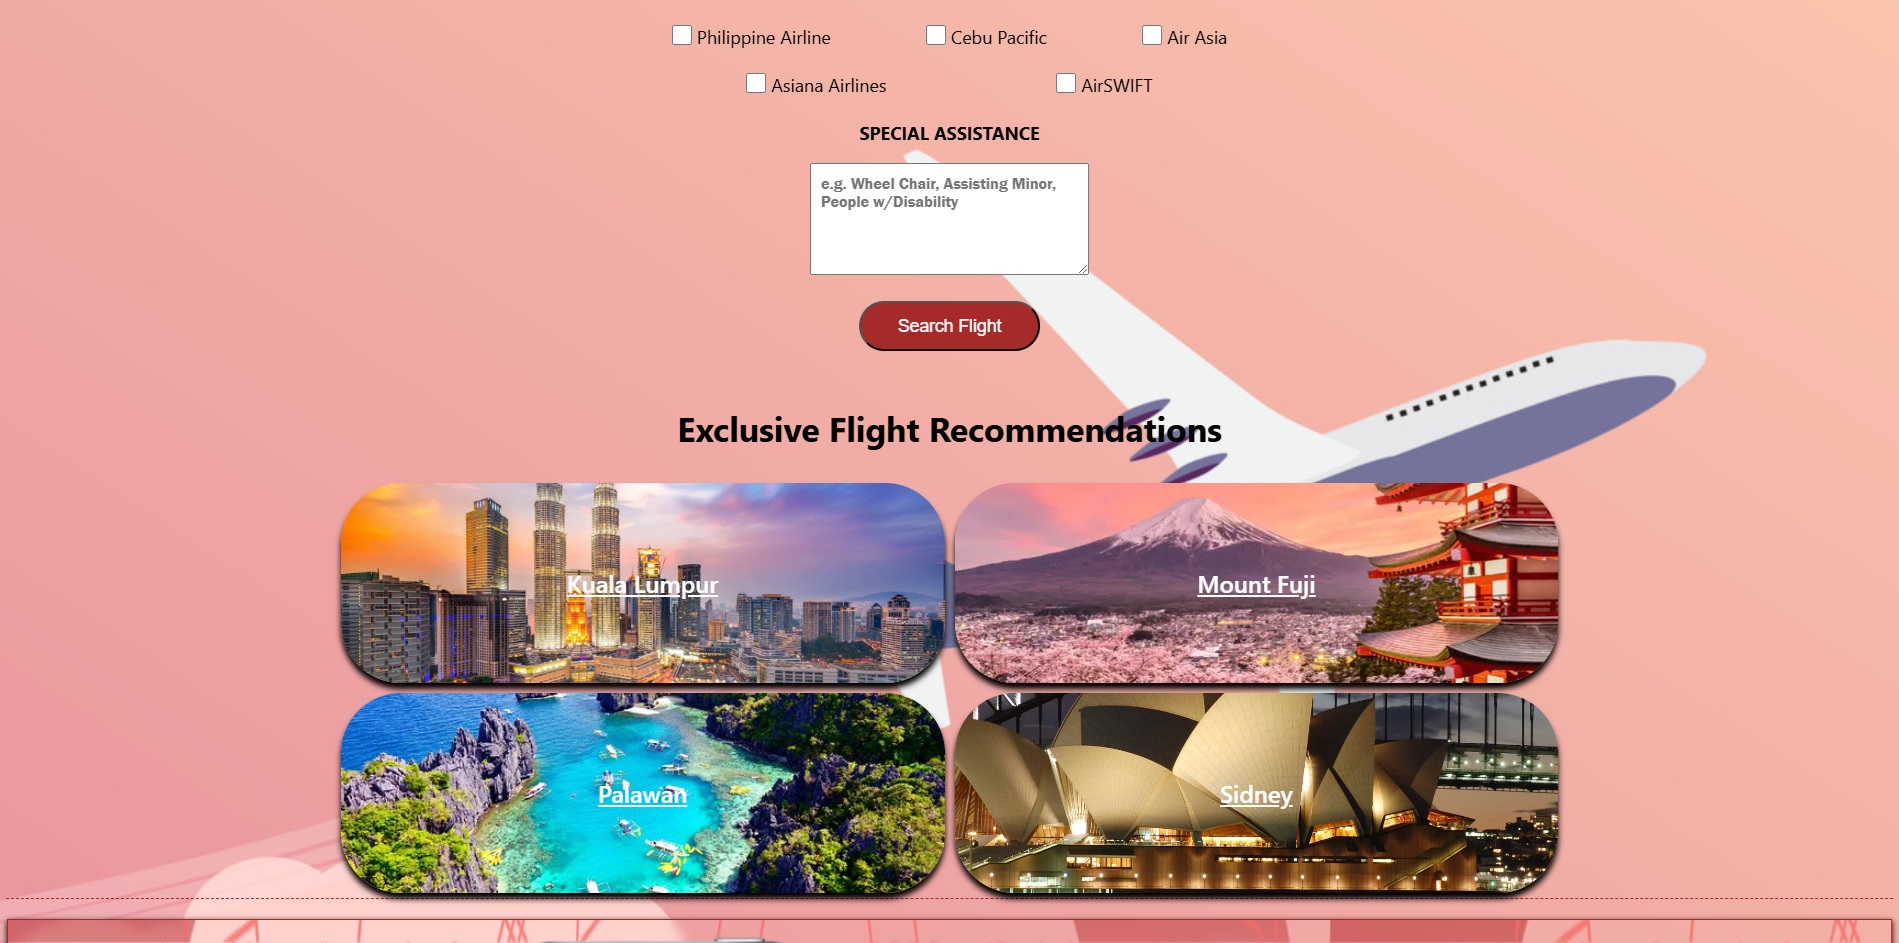 Philippine Airline Cebu Pacific Air Asia
Asiana Airlines AirSWIFT
SPECIAL ASSISTANCE
e.g. Wheel Chair, Assisting Minor,
People w/Disability
Search Flight
Exclusive Flight Recommendations
Kuala Lumpur Mount Fuji
Palawan Sidney